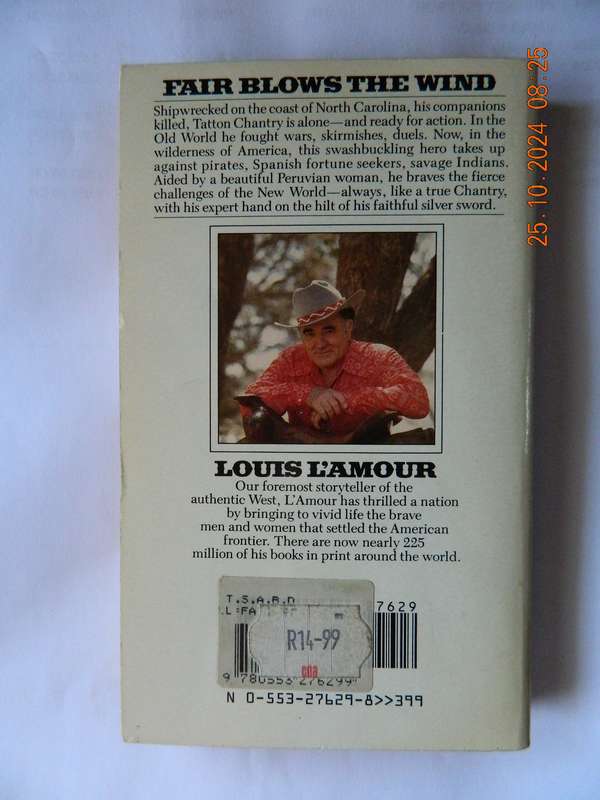 FAIR BLOWS THE WIND
Shipwrecked on the coast of North Carolina, his companions
killed, Tatton Chantry is alone—and ready for action. In the
Old World he fought wars, skirmishes, duels. Now, in the
wilderness of America, this swashbuckling hero takes up
against pirates, Spanish fortune seekers, savage Indians.
Aided by a beautiful Peruvian woman, he braves the fierce
challenges of the New World—always, like a true Chantry,
with his expert hand on the hilt of his faithful silver sword.
25.10.2024 08:25
LOUIS L'AMOUR
Our foremost storyteller of the
authentic West, L'Amour has thrilled a nation
by bringing to vivid life the brave
men and women that settled the American
frontier. There are now nearly 225
million of his books in print around the world.
T.S.A.R.D
7629
R14-99
cna
9 780553 276299
N 0-553-27629-8>>399